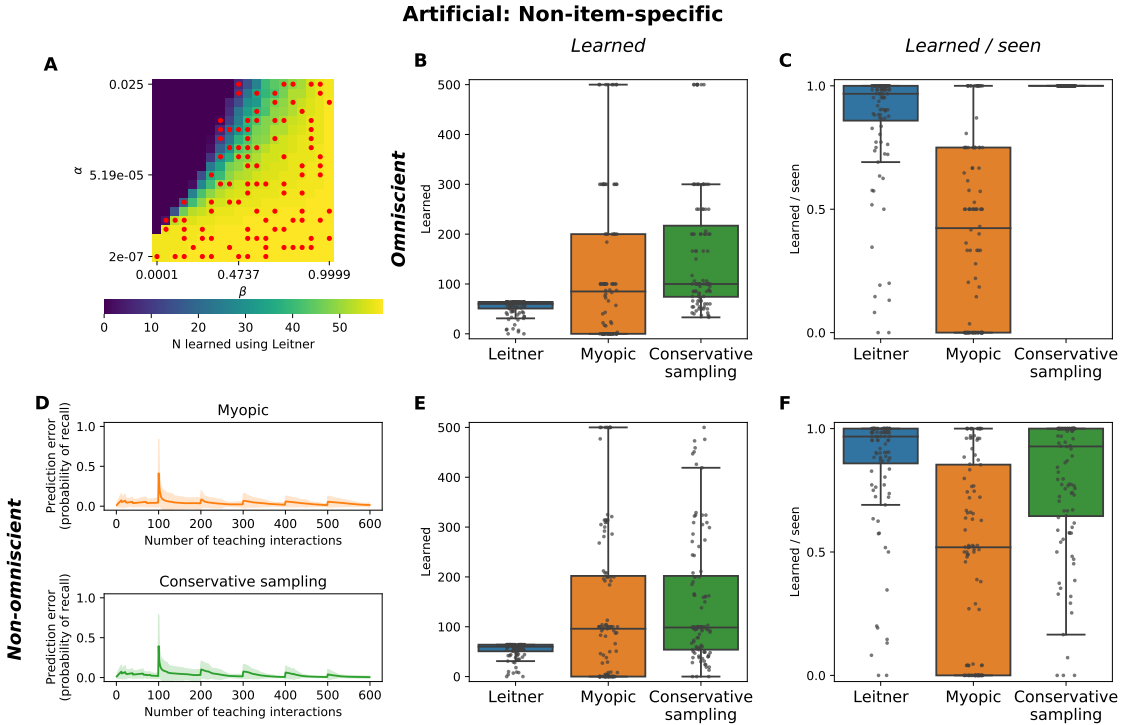 Artificial: Non-item-specific
Learned
Learned / seen
A
0.025
5.19e-05
2e-07
α
0.0001
0.4737
0.9999
β
0
10
20
30
40
50
N learned using Leitner
Omniscient
B
500
400
300
200
100
0
Learned
Leitner
Myopic
Conservative
sampling
C
1.0
0.5
0.0
Learned / seen
Leitner
Myopic
Conservative
sampling
Non-omniscient
D
Myopic
1.0
0.5
0.0
Prediction error
(probability of recall)
0
100
200
300
400
500
600
Number of teaching interactions
Conservative sampling
1.0
0.5
0.0
Prediction error
(probability of recall)
0
100
200
300
400
500
600
Number of teaching interactions
E
500
400
300
200
100
0
Learned
Leitner
Myopic
Conservative
sampling
F
1.0
0.5
0.0
Learned / seen
Leitner
Myopic
Conservative
sampling